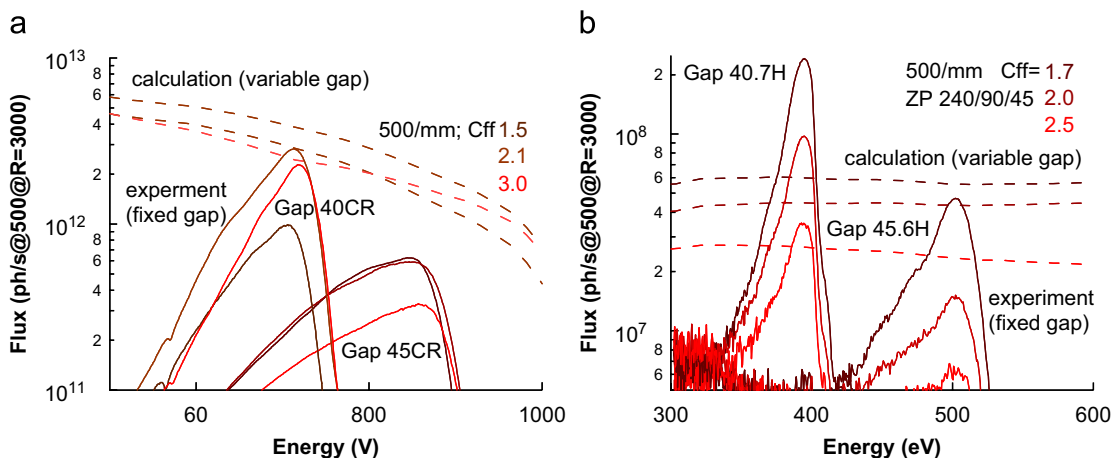 a
Flux (ph/s@500@R=3000)
10¹³
8
6
4
2
10¹²
8
6
4
2
10¹¹
calculation (variable gap)
500/mm; Cff 1.5
2.1
3.0
experment
(fixed gap)
Gap 40CR
Gap 45CR
60
800
1000
Energy (V)
b
Flux (ph/s@500@R=3000)
2
10⁸
8
6
4
2
10⁷
8
6
Gap 40.7H
500/mm Cff= 1.7
ZP 240/90/45 2.0
2.5
calculation (variable gap)
Gap 45.6H
experiment
(fixed gap)
300
400
500
600
Energy (eV)